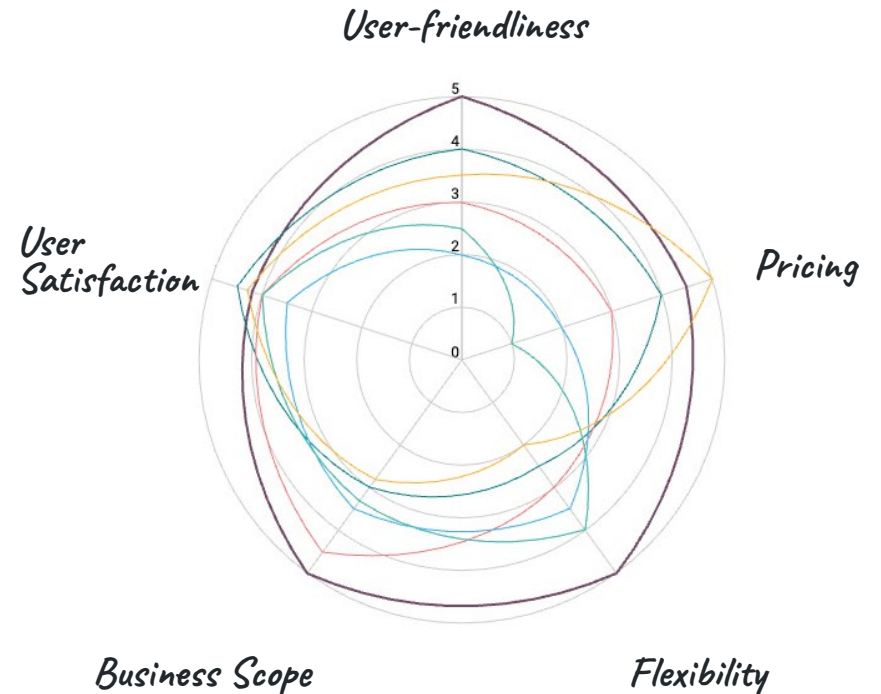 User-friendliness
5
4
3
2
1
0
User
Satisfaction
Pricing
Business Scope
Flexibility